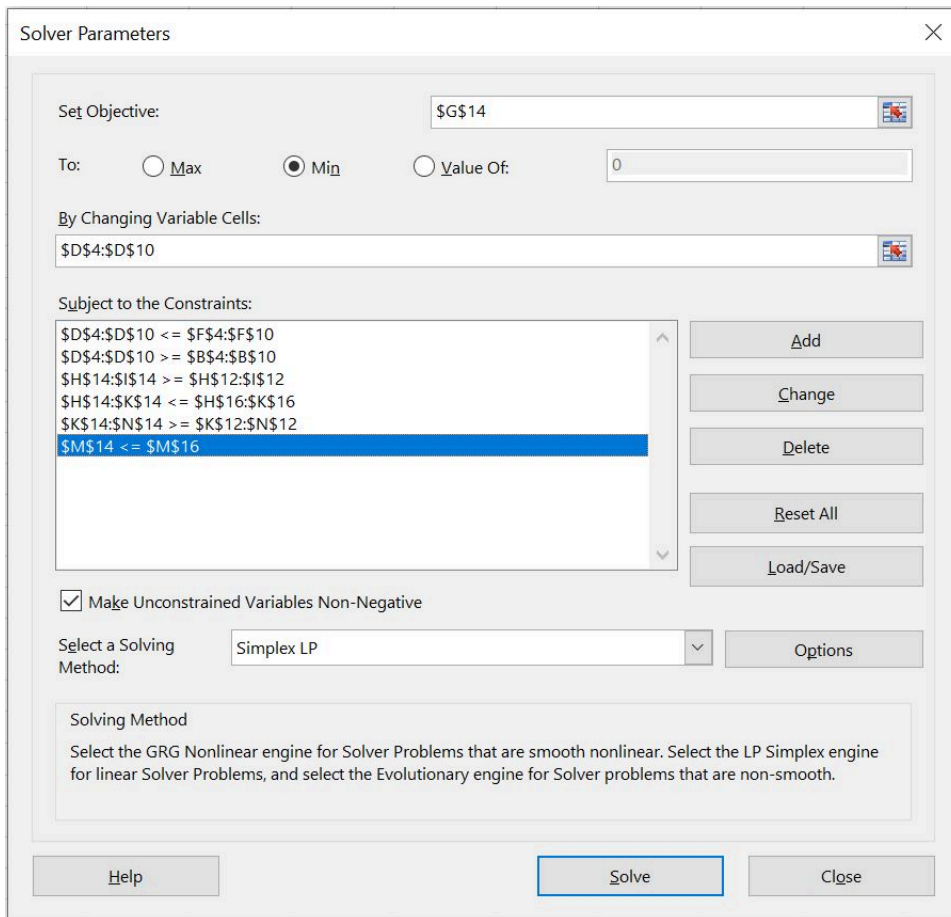 Solver Parameters
Set Objective:
$G$14
To:
Max
Min
Value Of:
0
By Changing Variable Cells:
$D$4:$D$10
Subject to the Constraints:
$D$4:$D$10 <= $F$4:$F$10
$D$4:$D$10 >= $B$4:$B$10
$H$14:$I$14 >= $H$12:$I$12
$H$14:$K$14 <= $H$16:$K$16
$K$14:$N$14 >= $K$12:$N$12
$M$14 <= $M$16
Add
Change
Delete
Reset All
Load/Save
Make Unconstrained Variables Non-Negative
Select a Solving
Method:
Simplex LP
Options
Solving Method
Select the GRG Nonlinear engine for Solver Problems that are smooth nonlinear. Select the LP Simplex engine
for linear Solver Problems, and select the Evolutionary engine for Solver problems that are non-smooth.
Help
Solve
Close